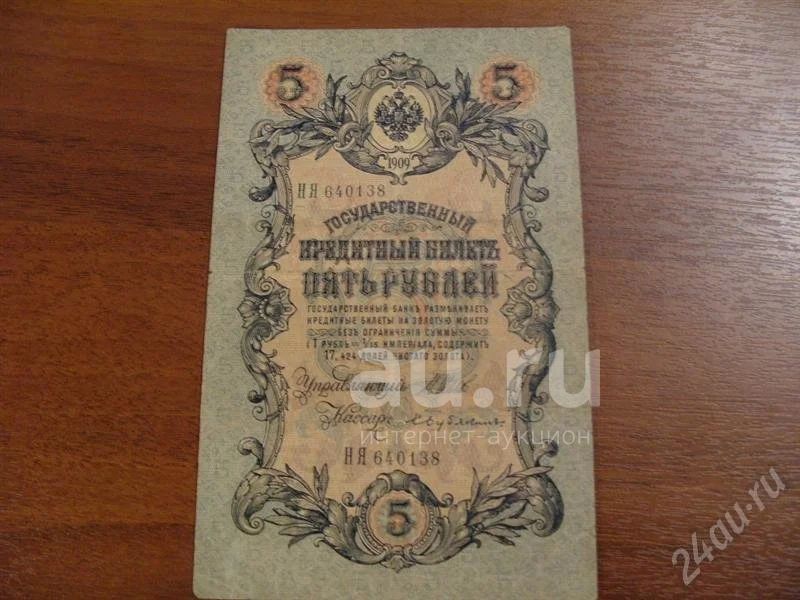 5 5
1909
НЯ 640138
ГОСУДАРСТВЕННЫЙ
КРЕДИТНЫЙ БИЛЕТЪ
ПЯТЬ РУБЛЕЙ
ГОСУДАРСТВЕННЫЙ БАНКЪ РАЗМѢНИВАЕТЪ
КРЕДИТНЫЕ БИЛЕТЫ НА ЗОЛОТУЮ МОНЕТУ
БЕЗЪ ОГРАНИЧЕНІЯ СУММЫ
(1 РУБЛЬ = 1/15 ИМПЕРІАЛА, СОДЕРЖИТЪ
17,424 ДОЛЕЙ ЧИСТАГО ЗОЛОТА).
Управляющій
Кассиръ
НЯ 640138
5
au.ru
интернет-аукцион
24au.ru